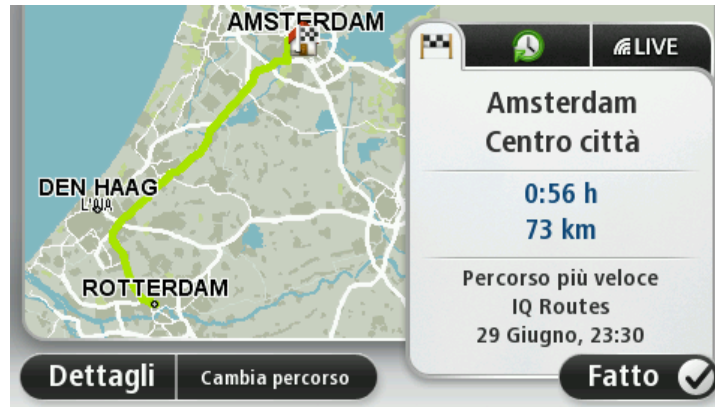 AMSTERDAM
DEN HAAG
L'AIA
ROTTERDAM
LIVE
Amsterdam
Centro città
0:56 h
73 km
Percorso più veloce
IQ Routes
29 Giugno, 23:30
Dettagli
Cambia percorso
Fatto